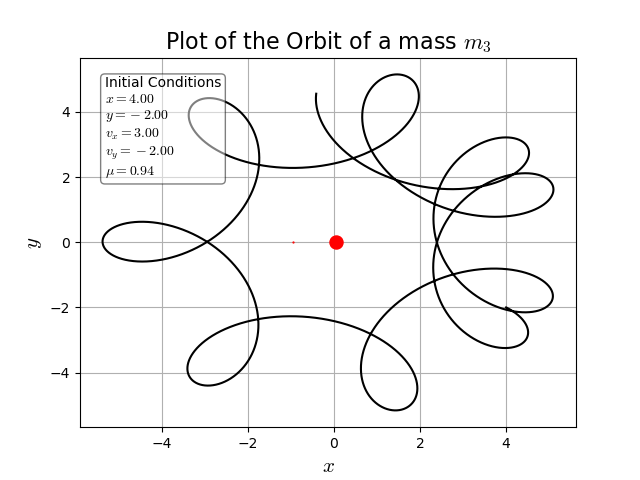 Plot of the Orbit of a mass m₃
Initial Conditions
x = 4.00
y = − 2.00
vₓ = 3.00
v_y = − 2.00
μ = 0.94
4
2
0
−2
−4
y
−4 −2 0 2 4
x